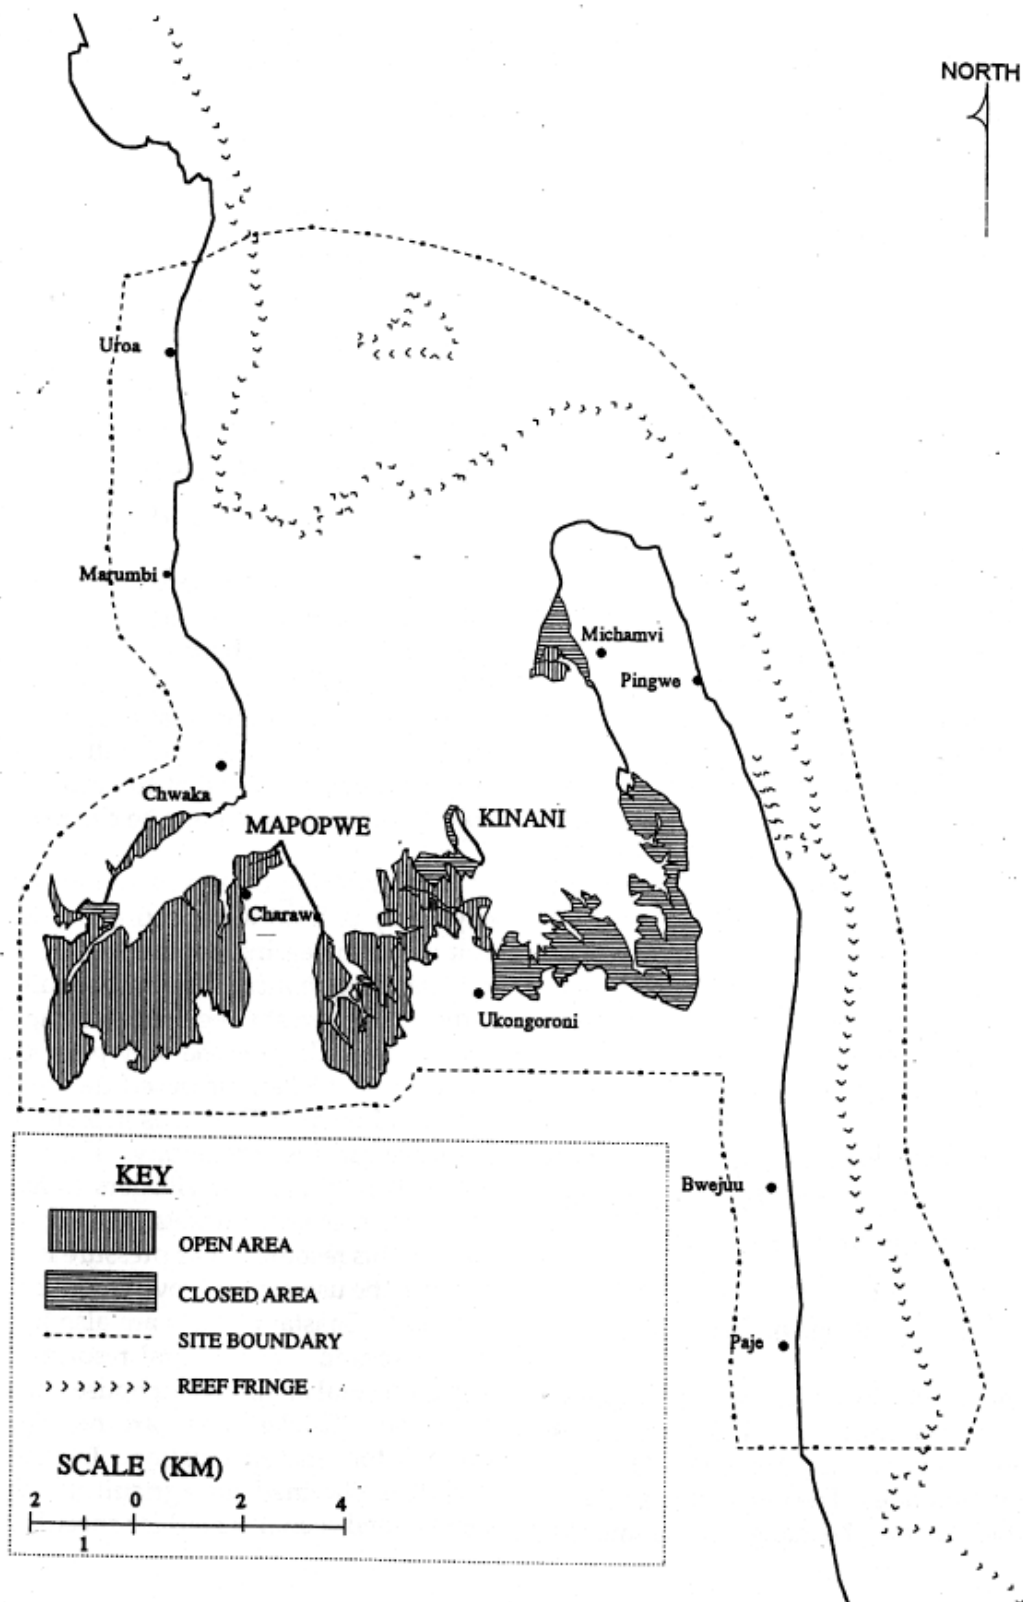 NORTH
Uroa
Marumbi
Michamvi
Pingwe
Chwaka
MAPOPWE
KINANI
Charawe
Ukongoroni
KEY
OPEN AREA
CLOSED AREA
SITE BOUNDARY
REEF FRINGE
SCALE (KM)
2 0 2 4
1
Bwejuu
Paje